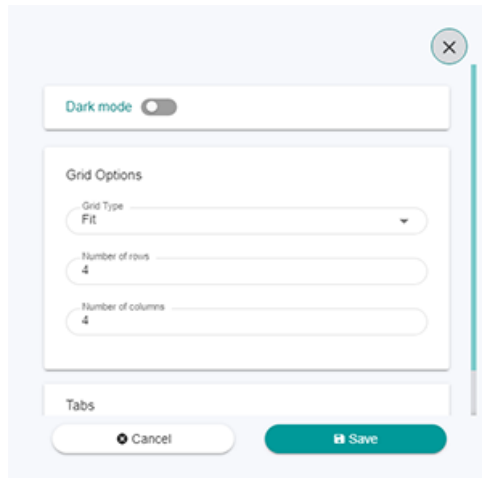 Dark mode
Grid Options
Grid Type
Fit
Number of rows
4
Number of columns
4
Tabs
Cancel
Save